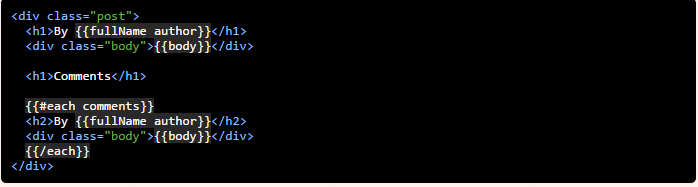 <div class="post">
  <h1>By {{fullName author}}</h1>
  <div class="body">{{body}}</div>

  <h1>Comments</h1>

  {{#each comments}}
  <h2>By {{fullName author}}</h2>
  <div class="body">{{body}}</div>
  {{/each}}
</div>